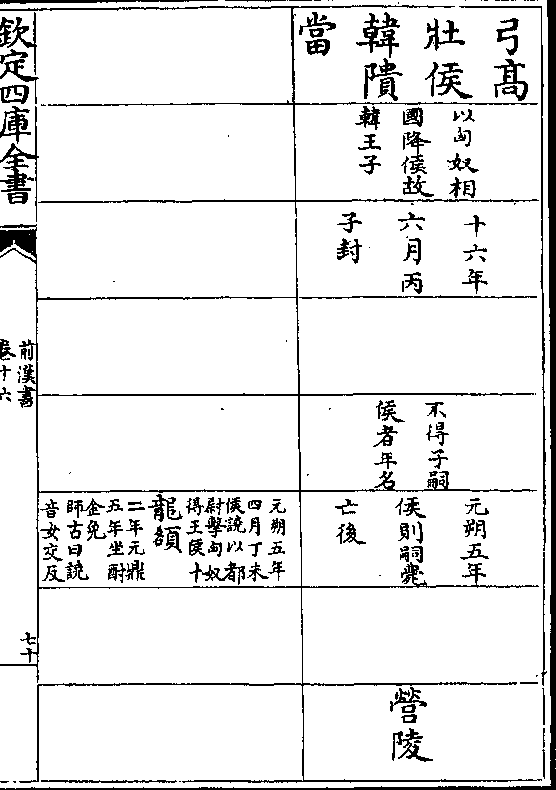 弓高
壯侯
韓隤
當
以匈奴相
國降侯故
韓王子
十六年
六月丙
子封
不得子嗣
侯者年名
元朔五年
侯則嗣薨
亡後
營陵
元朔五年
四月丁未
侯譊以都
尉擊匈奴
得王侯十
龍頟
二年元鼎
五年坐酎
金免
師古曰譊
音女交反
欽定四庫全書
前漢書
卷十六
七十